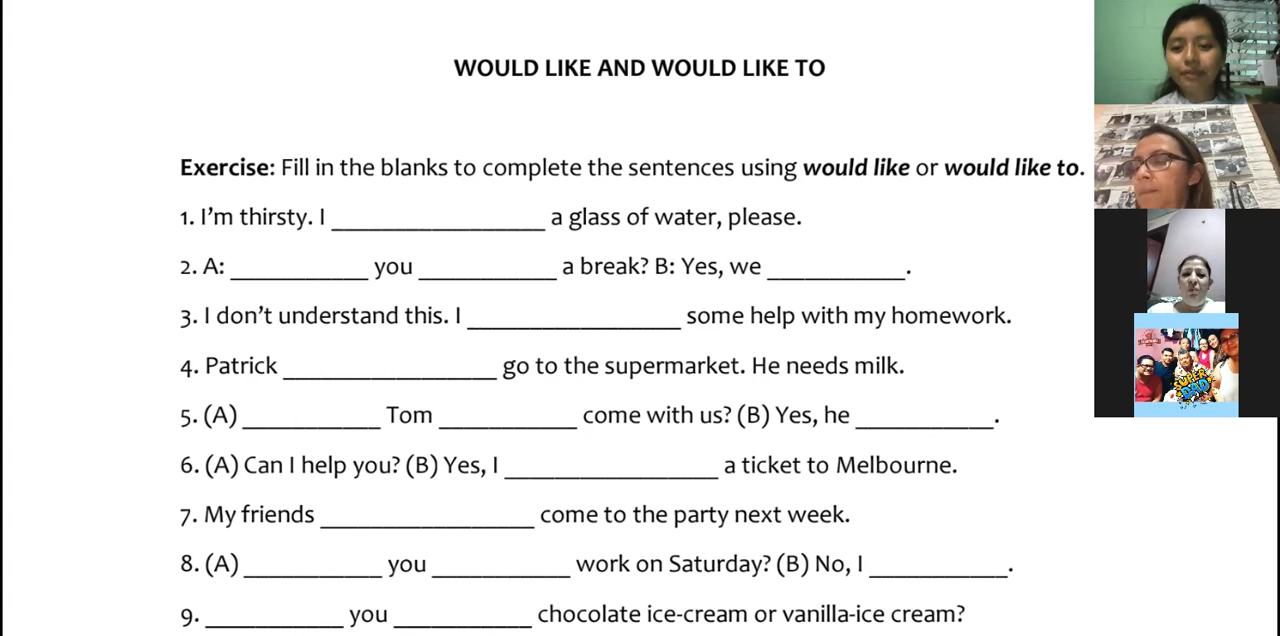 WOULD LIKE AND WOULD LIKE TO
Exercise: Fill in the blanks to complete the sentences using would like or would like to.
1. I’m thirsty. I _________________ a glass of water, please.
2. A: ___________ you ___________ a break? B: Yes, we ___________.
3. I don’t understand this. I _________________ some help with my homework.
4. Patrick _________________ go to the supermarket. He needs milk.
5. (A) ___________ Tom ___________ come with us? (B) Yes, he ___________.
6. (A) Can I help you? (B) Yes, I _________________ a ticket to Melbourne.
7. My friends _________________ come to the party next week.
8. (A) ___________ you ___________ work on Saturday? (B) No, I ___________.
9. ___________ you ___________ chocolate ice-cream or vanilla-ice cream?
SUPER
DAD